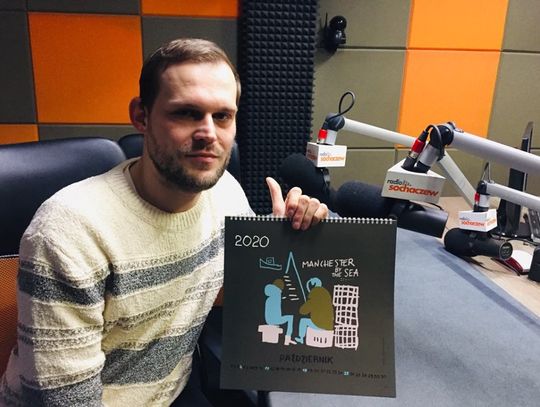 radio
sochaczew
radio
sochaczew
radio
sochaczew
2020
MANCHESTER
BY
THE SEA
PAŹDZIERNIK